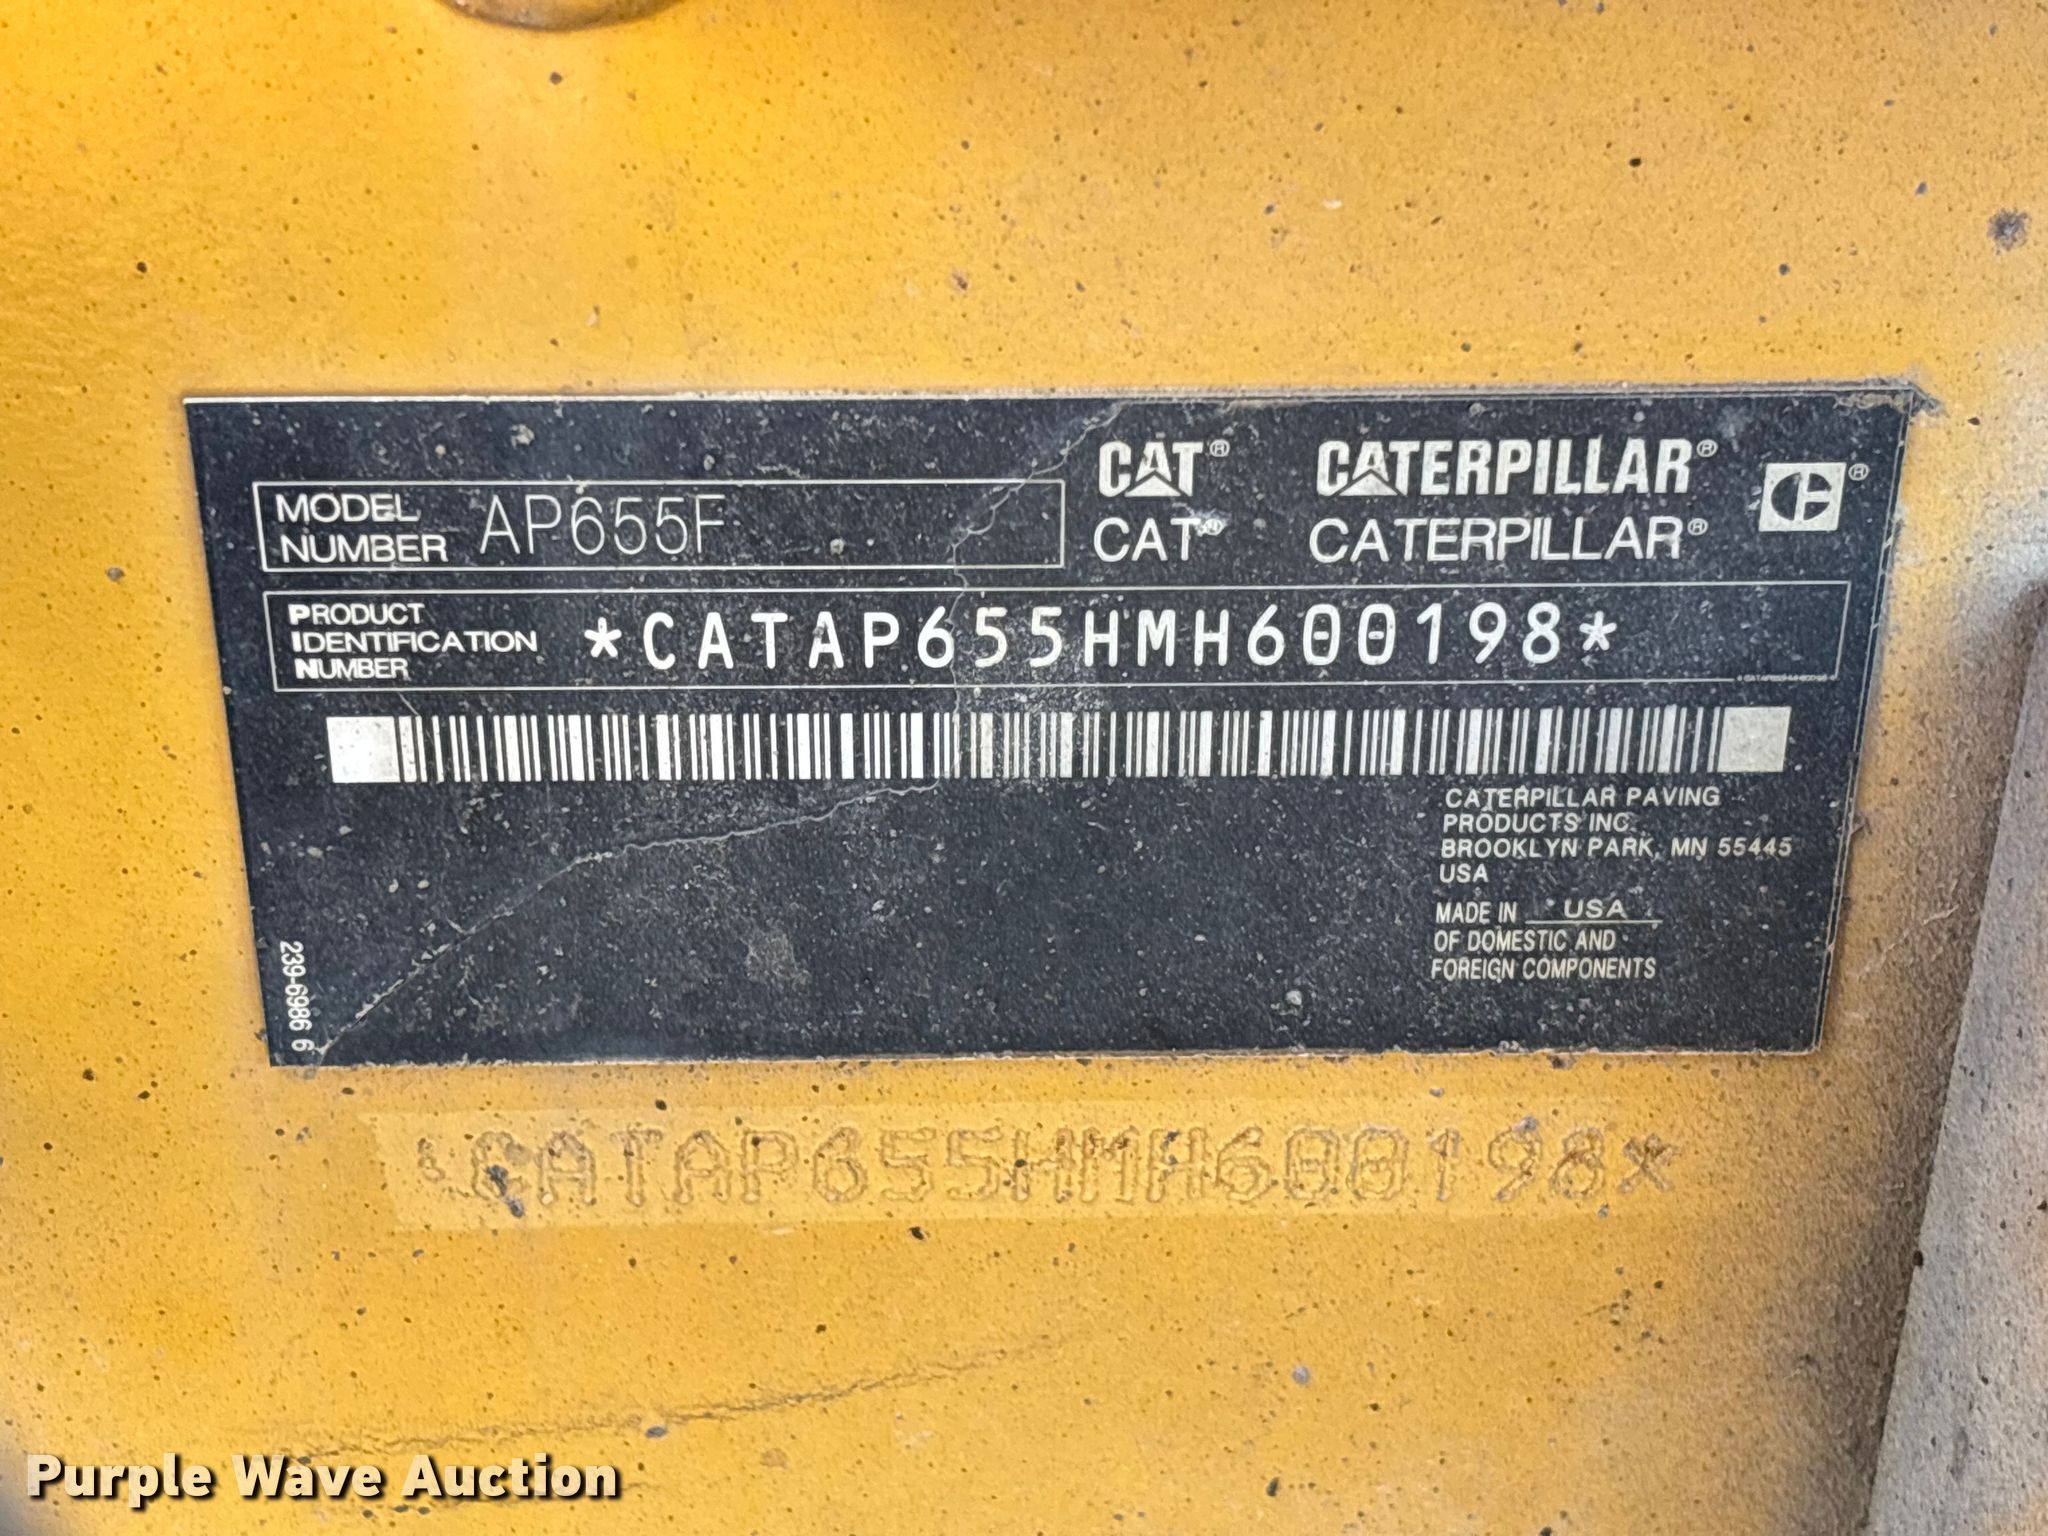 CAT® CATERPILLAR®
CAT® CATERPILLAR®
MODEL NUMBER AP655F
PRODUCT IDENTIFICATION NUMBER *CATAP655HMH600198*
CATERPILLAR PAVING
PRODUCTS INC.
BROOKLYN PARK, MN 55445
USA
MADE IN USA
OF DOMESTIC AND
FOREIGN COMPONENTS
239-6986 6
CATAP655HMH600198*
Purple Wave Auction